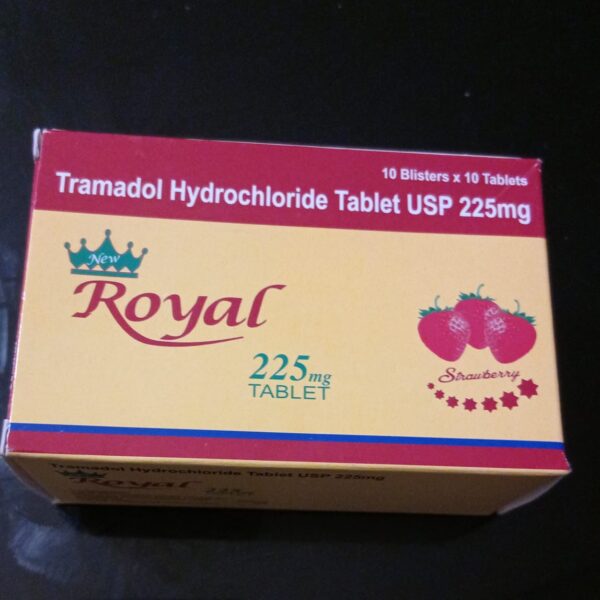 10 Blisters x 10 Tablets
Tramadol Hydrochloride Tablet USP 225mg
New
Royal
225mg
TABLET
Strawberry
Tramadol Hydrochloride Tablet USP 225mg
Royal